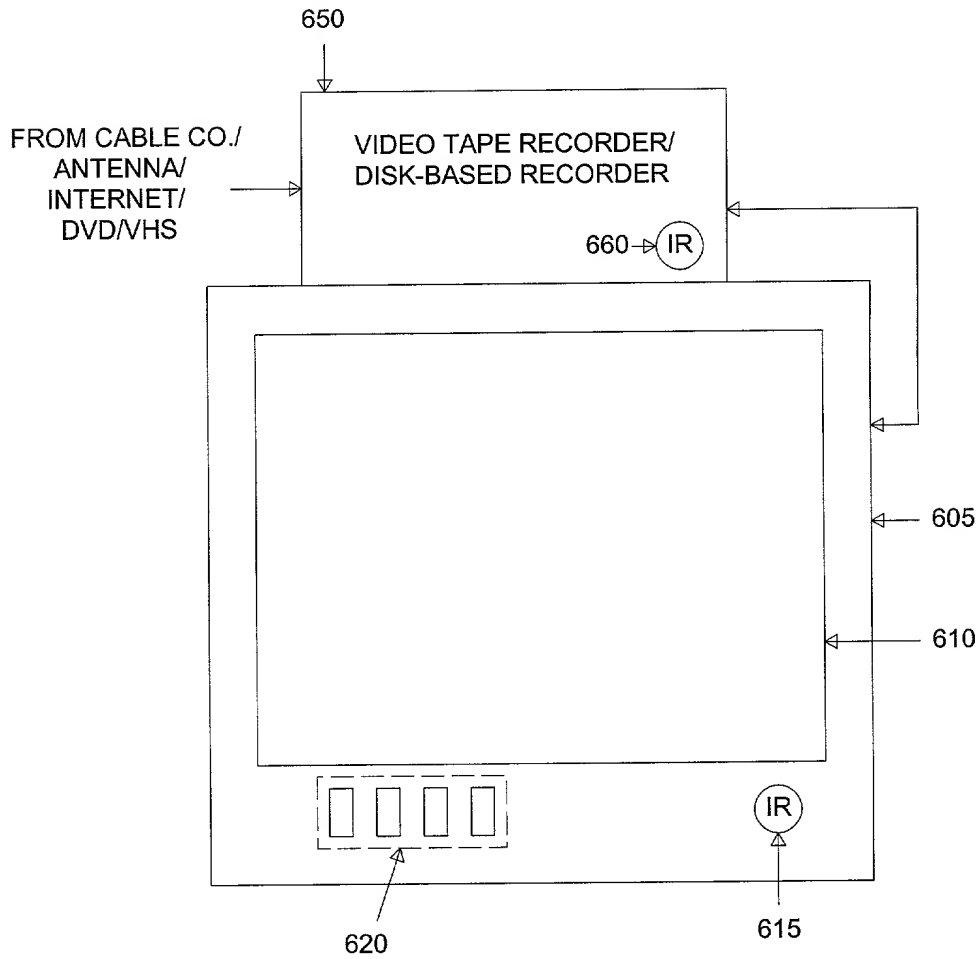 650
FROM CABLE CO./
ANTENNA/
INTERNET/
DVD/VHS
VIDEO TAPE RECORDER/
DISK-BASED RECORDER
660
IR
605
610
IR
620
615